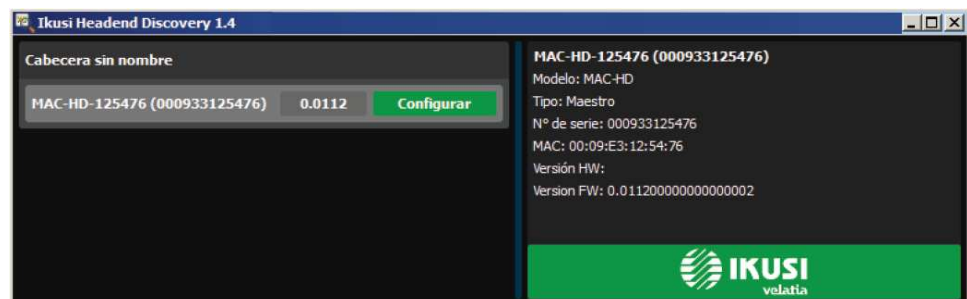 Ikusi Headend Discovery 1.4
Cabecera sin nombre
MAC-HD-125476 (000933125476) 0.0112 Configurar
MAC-HD-125476 (000933125476)
Modelo: MAC-HD
Tipo: Maestro
Nº de serie: 000933125476
MAC: 00:09:E3:12:54:76
Versión HW:
Version FW: 0.011200000000000002
IKUSI
velatia